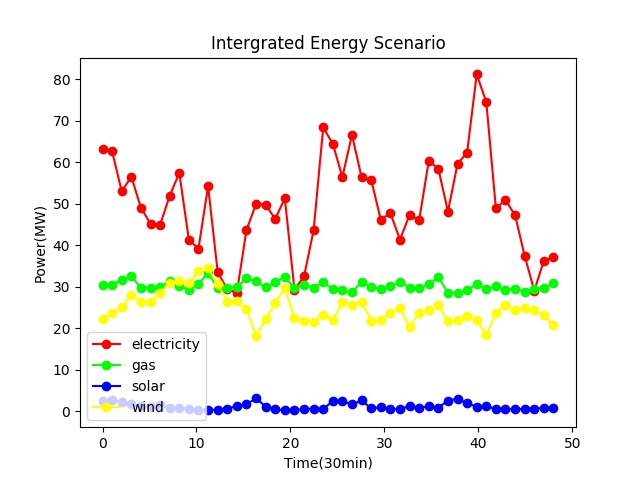 Intergrated Energy Scenario
Power(MW)
80
70
60
50
40
30
20
10
0
electricity
gas
solar
wind
0 10 20 30 40 50
Time(30min)